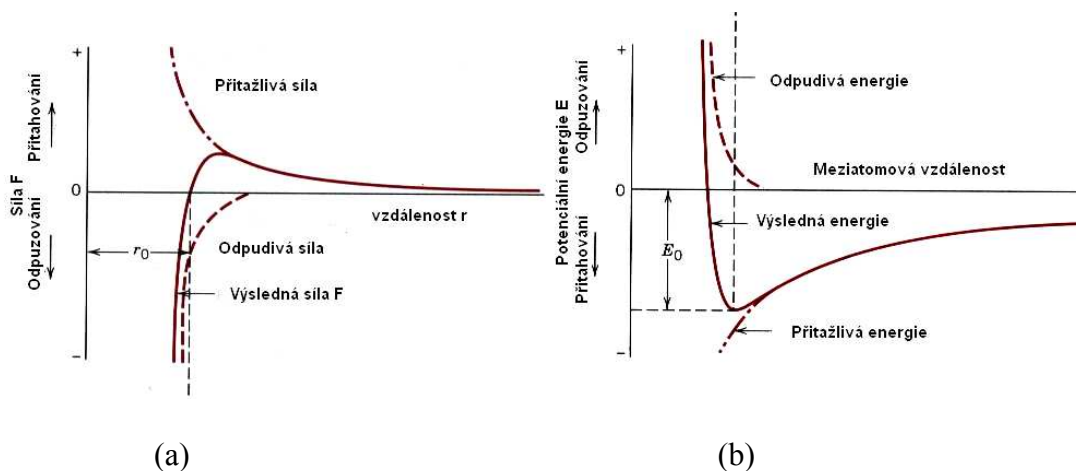 +
Přitahování
Síla F
0
Odpuzování
−
Přitažlivá síla
vzdálenost r
r0
Odpudivá síla
Výsledná síla F
(a)
+
Odpuzování
Potenciální energie E
0
Přitahování
−
Odpudivá energie
Meziatomová vzdálenost
Výsledná energie
E0
Přitažlivá energie
(b)